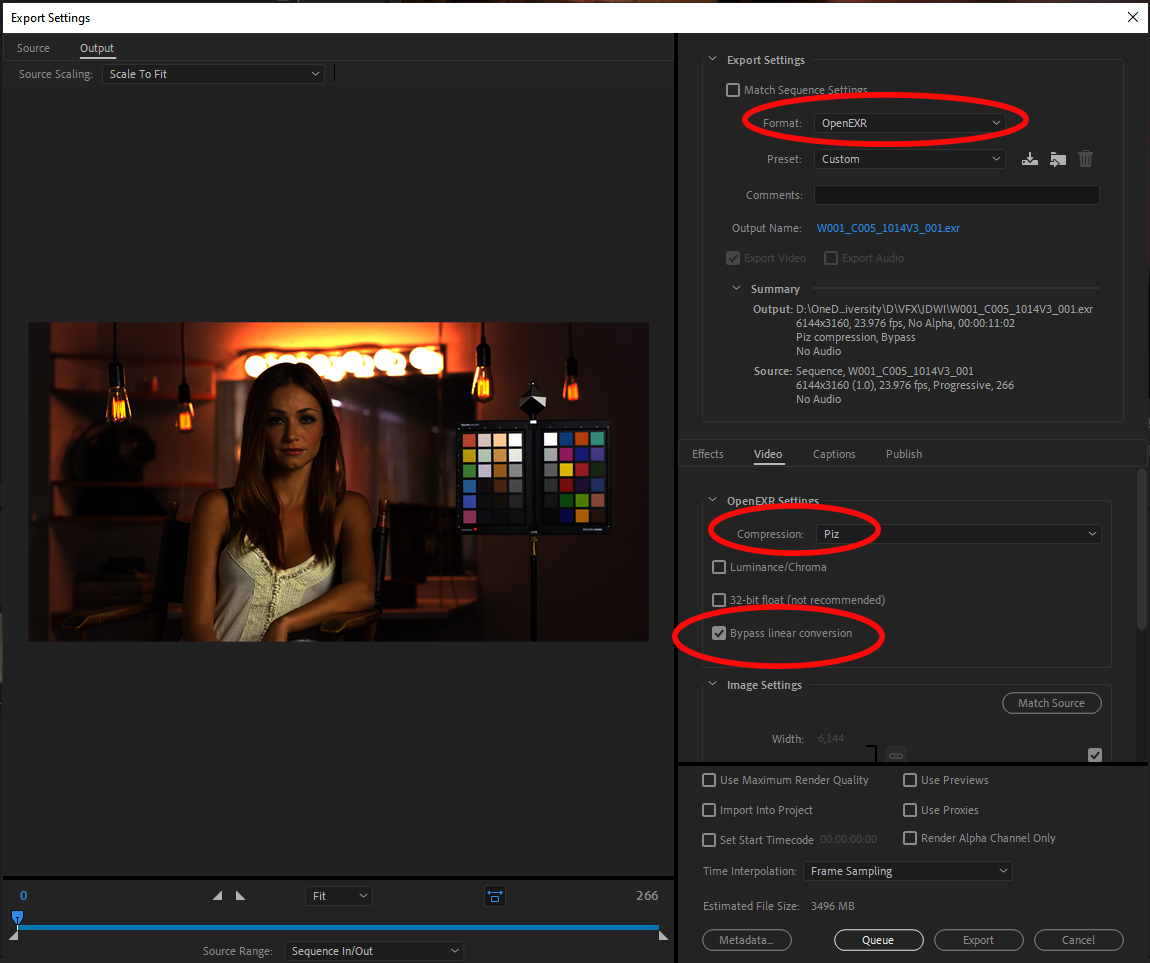 Export Settings
Source
Output
Source Scaling:
Scale To Fit
Export Settings
Match Sequence Settings
Format:
OpenEXR
Preset:
Custom
Comments:
Output Name:
W001_C005_1014V3_001.exr
Export Video
Export Audio
Summary
Output: D:\OneD...iversity\D\VFX\JDWI\W001_C005_1014V3_001.exr
6144x3160, 23.976 fps, No Alpha, 00:00:11:02
Piz compression, Bypass
No Audio
Source: Sequence, W001_C005_1014V3_001
6144x3160 (1.0), 23.976 fps, Progressive, 266
No Audio
Effects
Video
Captions
Publish
OpenEXR Settings
Compression:
Piz
Luminance/Chroma
32-bit float (not recommended)
Bypass linear conversion
Image Settings
Match Source
Width:
6,144
Use Maximum Render Quality
Use Previews
Import Into Project
Use Proxies
Set Start Timecode
00:00:00:00
Render Alpha Channel Only
Time Interpolation:
Frame Sampling
Estimated File Size:
3496 MB
Metadata...
Queue
Export
Cancel
0
Fit
266
Source Range:
Sequence In/Out